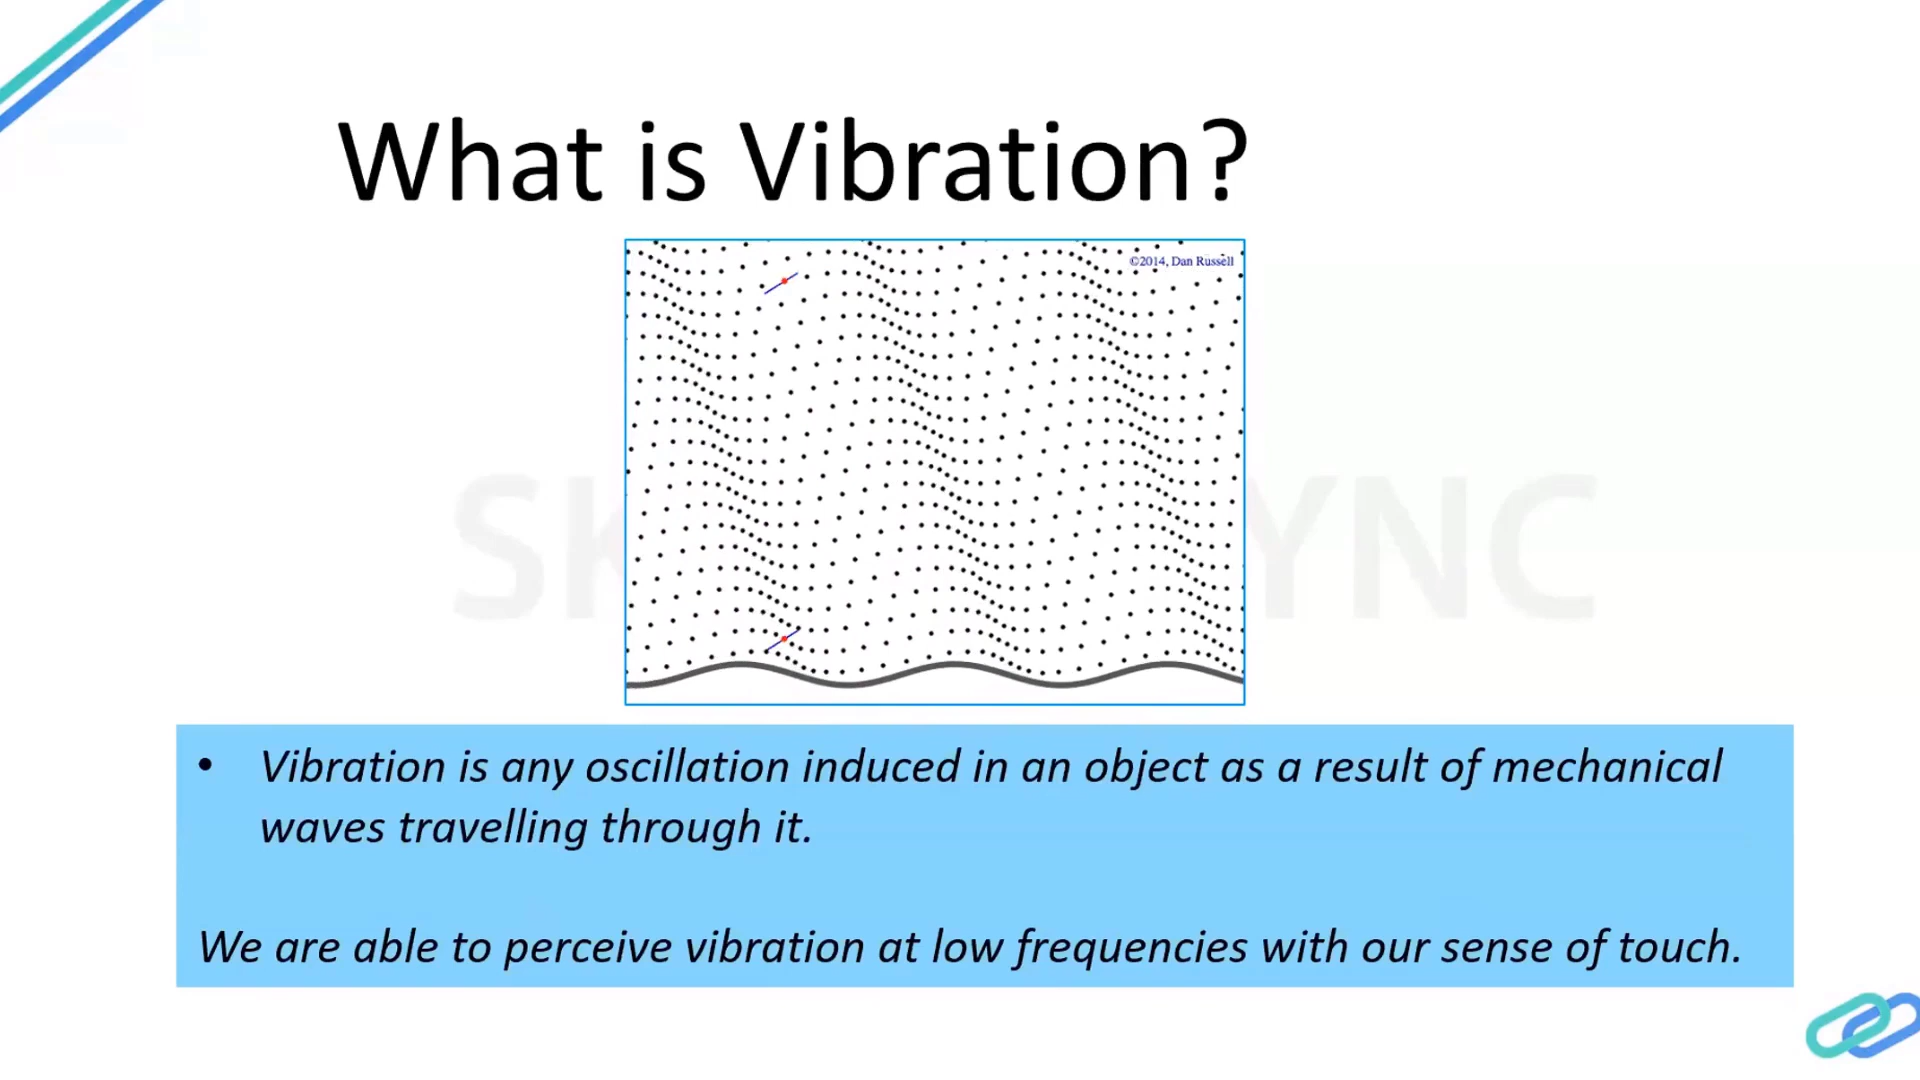 What is Vibration?
©2014, Dan Russell
• Vibration is any oscillation induced in an object as a result of mechanical
waves travelling through it.
We are able to perceive vibration at low frequencies with our sense of touch.